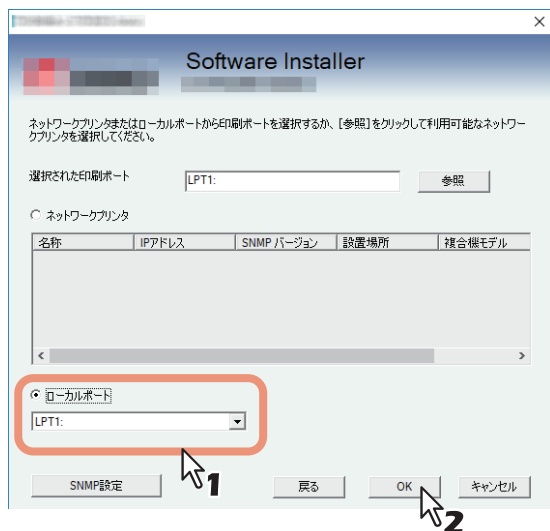 Software Installer
ネットワークプリンタまたはローカルポートから印刷ポートを選択するか、[参照]をクリックして利用可能なネットワー
クプリンタを選択してください。
選択された印刷ポート LPT1: 参照
ネットワークプリンタ
名称 IPアドレス SNMP バージョン 設置場所 複合機モデル
ローカルポート
LPT1:
1
SNMP設定 戻る OK キャンセル
2